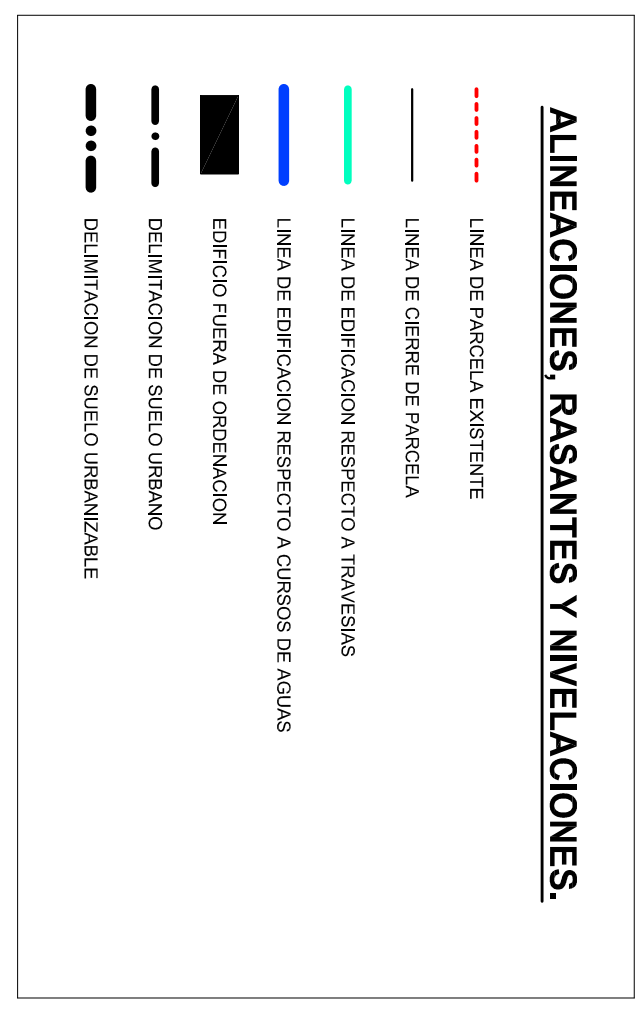 ALINEACIONES, RASANTES Y NIVELACIONES.
LINEA DE PARCELA EXISTENTE
LINEA DE CIERRE DE PARCELA
LINEA DE EDIFICACION RESPECTO A TRAVESIAS
LINEA DE EDIFICACION RESPECTO A CURSOS DE AGUAS
EDIFICIO FUERA DE ORDENACION
DELIMITACION DE SUELO URBANO
DELIMITACION DE SUELO URBANIZABLE